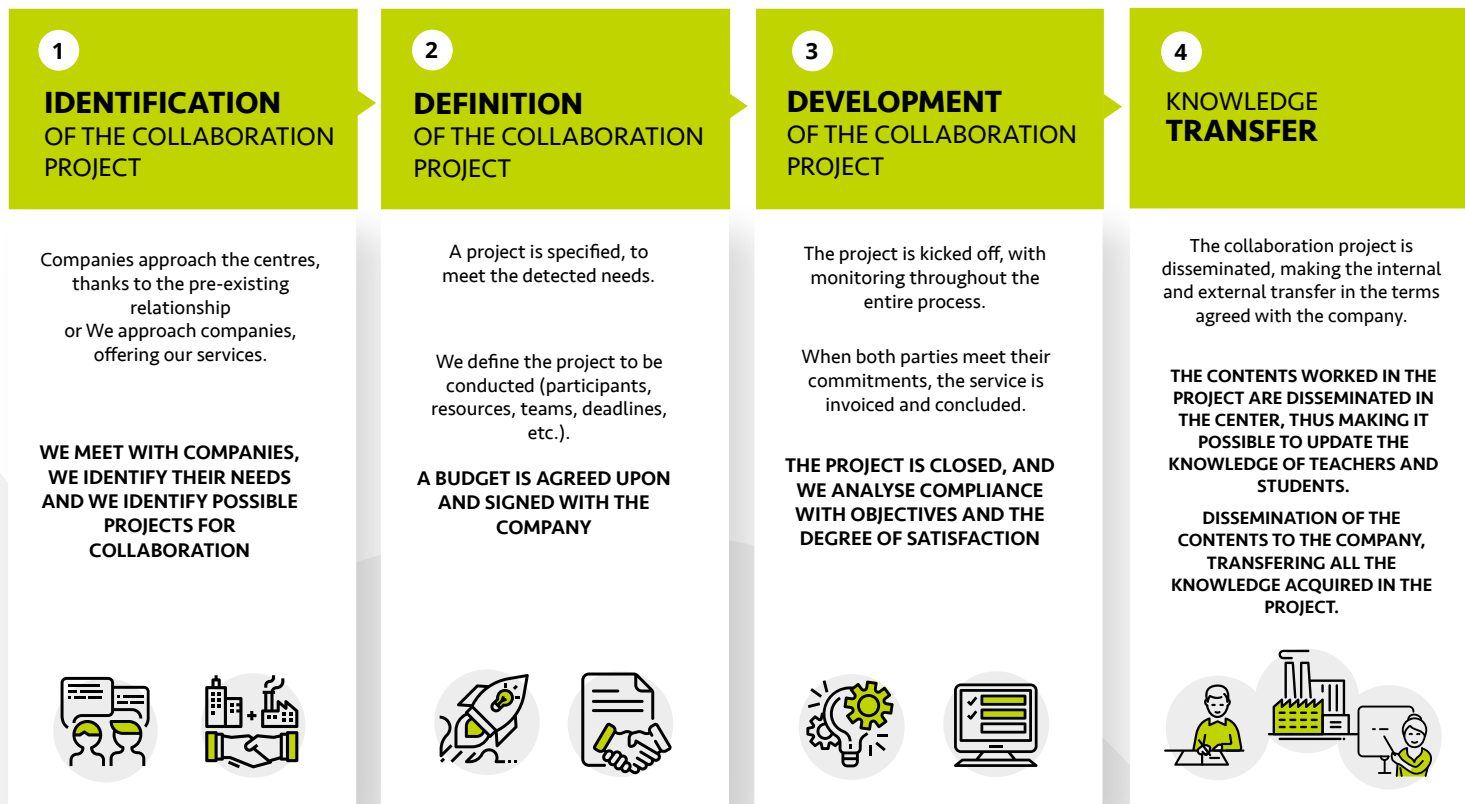 1
IDENTIFICATION
OF THE COLLABORATION
PROJECT
Companies approach the centres,
thanks to the pre-existing
relationship
or We approach companies,
offering our services.
WE MEET WITH COMPANIES,
WE IDENTIFY THEIR NEEDS
AND WE IDENTIFY POSSIBLE
PROJECTS FOR
COLLABORATION
2
DEFINITION
OF THE COLLABORATION
PROJECT
A project is specified, to
meet the detected needs.
We define the project to be
conducted (participants,
resources, teams, deadlines,
etc.).
A BUDGET IS AGREED UPON
AND SIGNED WITH THE
COMPANY
3
DEVELOPMENT
OF THE COLLABORATION
PROJECT
The project is kicked off, with
monitoring throughout the
entire process.
When both parties meet their
commitments, the service is
invoiced and concluded.
THE PROJECT IS CLOSED, AND
WE ANALYSE COMPLIANCE
WITH OBJECTIVES AND THE
DEGREE OF SATISFACTION
4
KNOWLEDGE
TRANSFER
The collaboration project is
disseminated, making the internal
and external transfer in the terms
agreed with the company.
THE CONTENTS WORKED IN THE
PROJECT ARE DISSEMINATED IN
THE CENTER, THUS MAKING IT
POSSIBLE TO UPDATE THE
KNOWLEDGE OF TEACHERS AND
STUDENTS.
DISSEMINATION OF THE
CONTENTS TO THE COMPANY,
TRANSFERING ALL THE
KNOWLEDGE ACQUIRED IN THE
PROJECT.